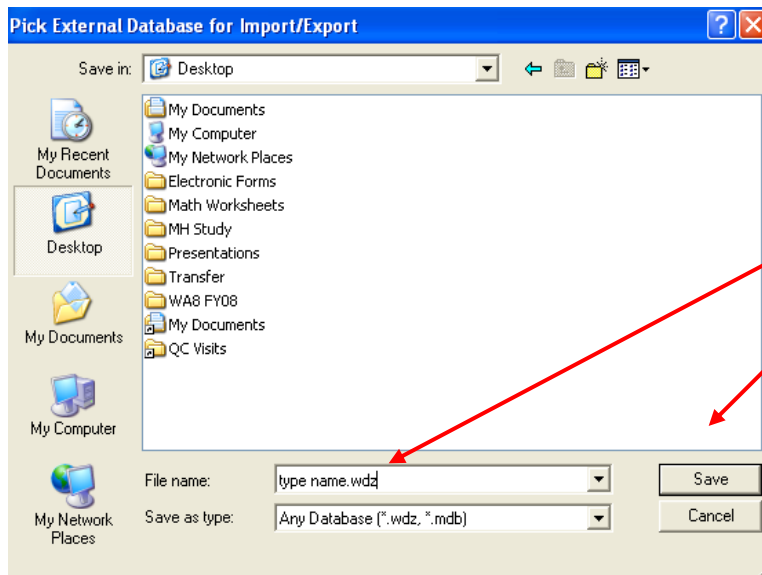 Pick External Database for Import/Export
Save in: Desktop
My Documents
My Computer
My Network Places
Electronic Forms
Math Worksheets
MH Study
Presentations
Transfer
WA8 FY08
My Documents
QC Visits
My Recent
Documents
Desktop
My Documents
My Computer
My Network
Places
File name: type name.wdz Save
Save as type: Any Database (*.wdz, *.mdb) Cancel